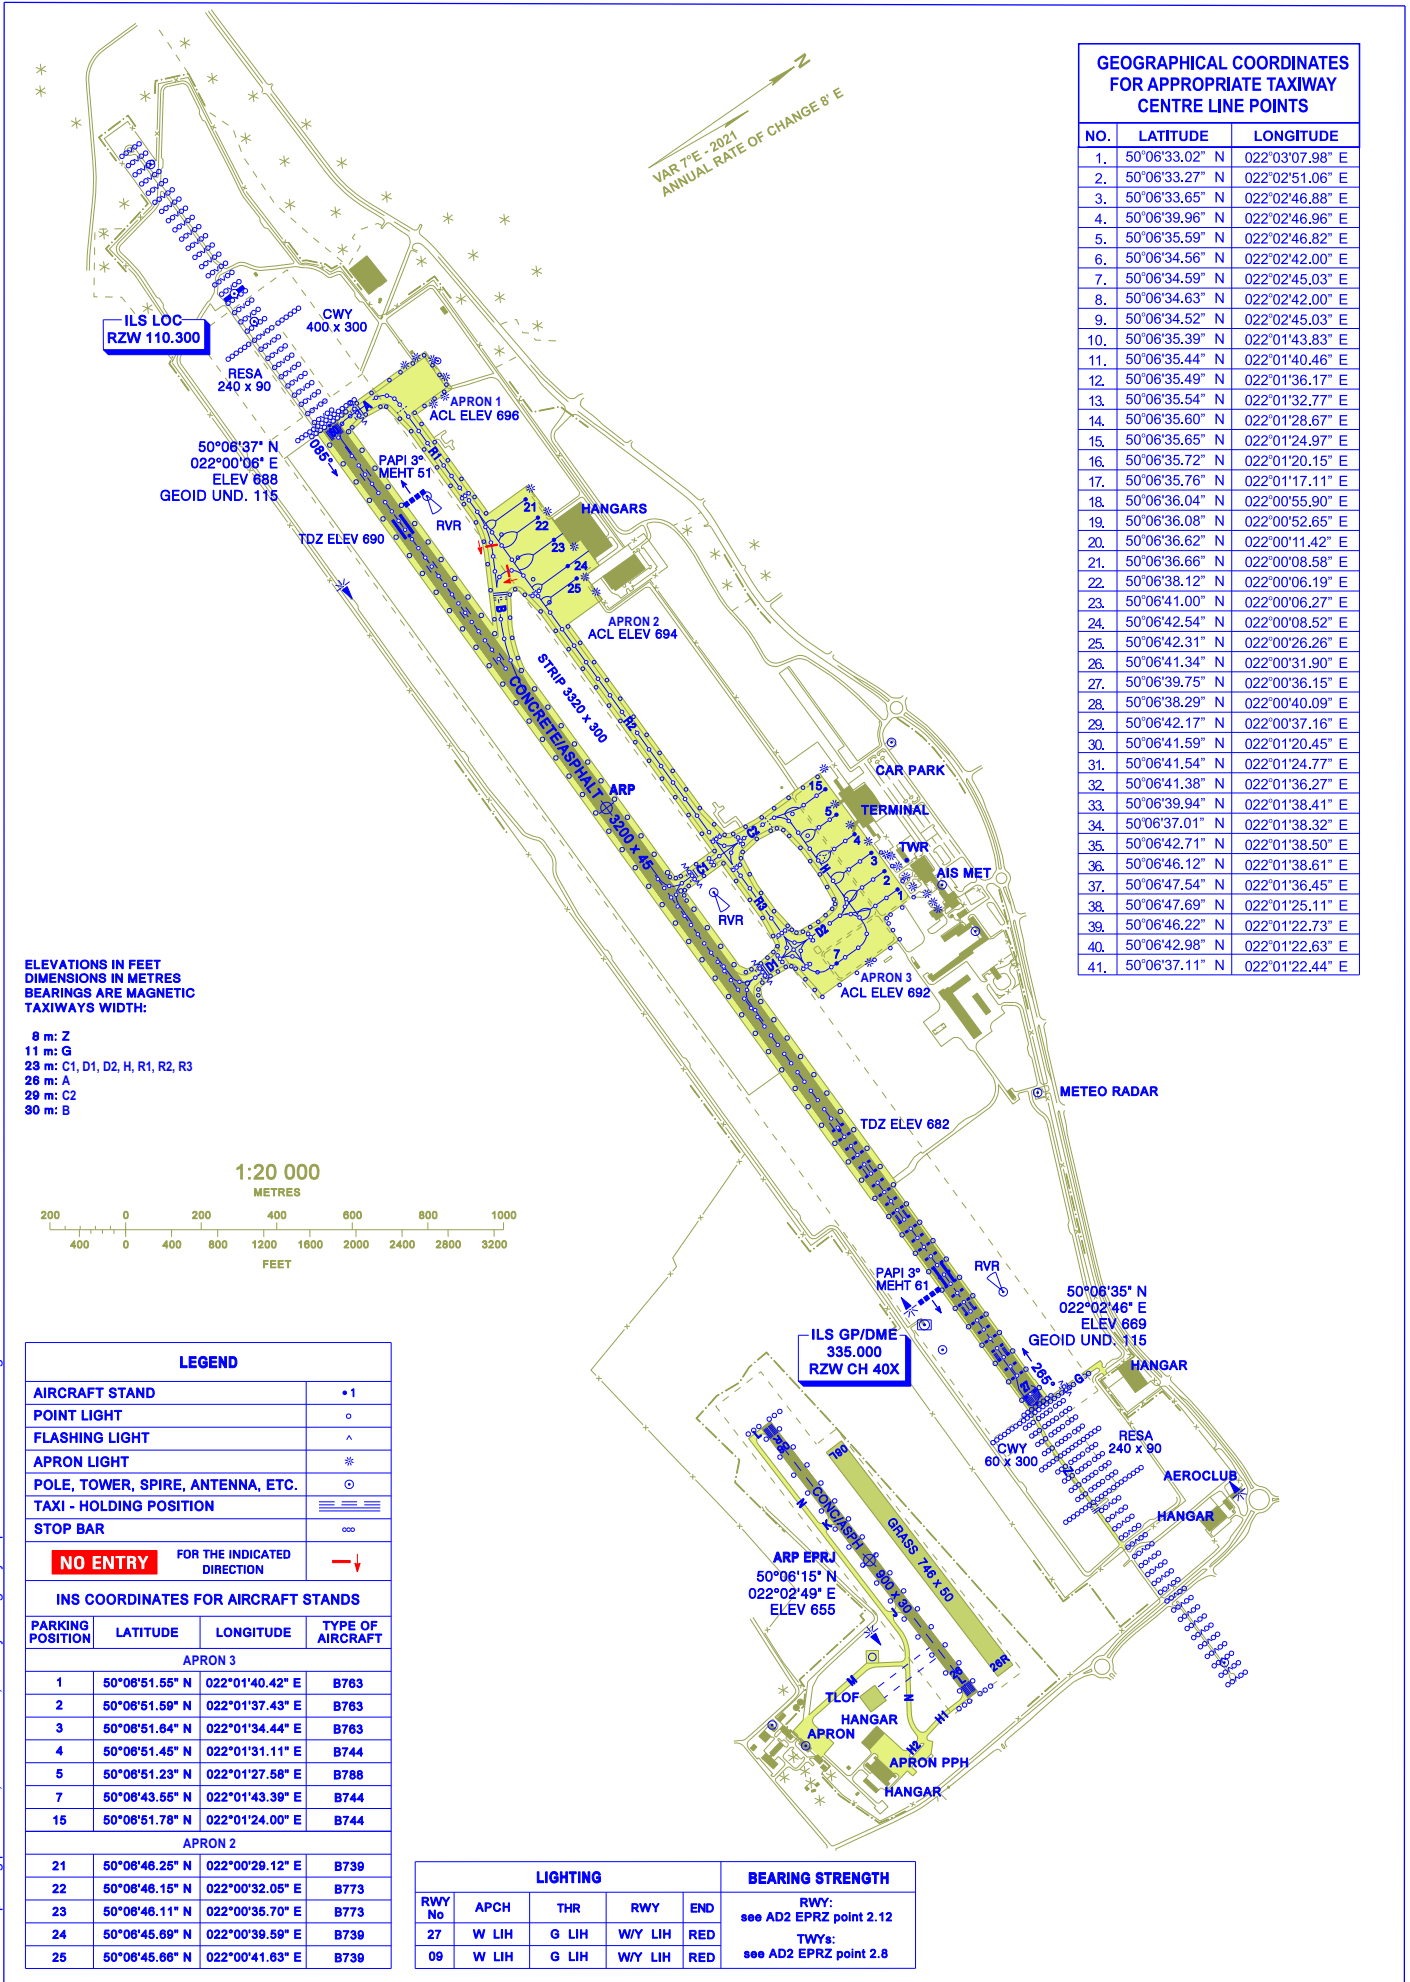 N
VAR 7°E - 2021
ANNUAL RATE OF CHANGE 8' E
GEOGRAPHICAL COORDINATES
FOR APPROPRIATE TAXIWAY
CENTRE LINE POINTS
NO. LATITUDE LONGITUDE
1. 50°06'33.02" N 022°03'07.98" E
2. 50°06'33.27" N 022°02'51.06" E
3. 50°06'33.65" N 022°02'46.88" E
4. 50°06'39.96" N 022°02'46.96" E
5. 50°06'35.59" N 022°02'46.82" E
6. 50°06'34.56" N 022°02'42.00" E
7. 50°06'34.59" N 022°02'45.03" E
8. 50°06'34.63" N 022°02'42.00" E
9. 50°06'34.52" N 022°02'45.03" E
10. 50°06'35.39" N 022°01'43.83" E
11. 50°06'35.44" N 022°01'40.46" E
12. 50°06'35.49" N 022°01'36.17" E
13. 50°06'35.54" N 022°01'32.77" E
14. 50°06'35.60" N 022°01'28.67" E
15. 50°06'35.65" N 022°01'24.97" E
16. 50°06'35.72" N 022°01'20.15" E
17. 50°06'35.76" N 022°01'17.11" E
18. 50°06'36.04" N 022°00'55.90" E
19. 50°06'36.08" N 022°00'52.65" E
20. 50°06'36.62" N 022°00'11.42" E
21. 50°06'36.66" N 022°00'08.58" E
22. 50°06'38.12" N 022°00'06.19" E
23. 50°06'41.00" N 022°00'06.27" E
24. 50°06'42.54" N 022°00'08.52" E
25. 50°06'42.31" N 022°00'26.26" E
26. 50°06'41.34" N 022°00'31.90" E
27. 50°06'39.75" N 022°00'36.15" E
28. 50°06'38.29" N 022°00'40.09" E
29. 50°06'42.17" N 022°00'37.16" E
30. 50°06'41.59" N 022°01'20.45" E
31. 50°06'41.54" N 022°01'24.77" E
32. 50°06'41.38" N 022°01'36.27" E
33. 50°06'39.94" N 022°01'38.41" E
34. 50°06'37.01" N 022°01'38.32" E
35. 50°06'42.71" N 022°01'38.50" E
36. 50°06'46.12" N 022°01'38.61" E
37. 50°06'47.54" N 022°01'36.45" E
38. 50°06'47.69" N 022°01'25.11" E
39. 50°06'46.22" N 022°01'22.73" E
40. 50°06'42.98" N 022°01'22.63" E
41. 50°06'37.11" N 022°01'22.44" E
ILS LOC
RZW 110.300
CWY
400 x 300
RESA
240 x 90
A
APRON 1
ACL ELEV 696
50°06'37" N
022°00'06" E
ELEV 688
GEOID UND. 115
085°
R1
PAPI 3°
MEHT 51
RVR
TDZ ELEV 690
21
22
23
24
25
HANGARS
B
APRON 2
ACL ELEV 694
STRIP 3320 x 300
R2
CONCRETE/ASPHALT
3200 x 45
ARP
CAR PARK
15
5
4
3
2
1
TERMINAL
TWR
AIS MET
C2
C1
H
R3
RVR
D2
D1
7
APRON 3
ACL ELEV 692
METEO RADAR
ELEVATIONS IN FEET
DIMENSIONS IN METRES
BEARINGS ARE MAGNETIC
TAXIWAYS WIDTH:
8 m: Z
11 m: G
23 m: C1, D1, D2, H, R1, R2, R3
26 m: A
29 m: C2
30 m: B
TDZ ELEV 682
1:20 000
METRES
200 0 200 400 600 800 1000
400 0 400 800 1200 1600 2000 2400 2800 3200
FEET
PAPI 3°
MEHT 61
RVR
50°06'35" N
022°02'46" E
ELEV 669
GEOID UND. 115
ILS GP/DME
335.000
RZW CH 40X
265°
E
G
HANGAR
CWY
60 x 300
RESA
240 x 90
Z
AEROCLUB
HANGAR
L
N
K
08L
190
CONC/ASPH
900 x 30
GRASS 746 x 50
ARP EPRJ
50°06'15" N
022°02'49" E
ELEV 655
J
26R
M
N
TLOF
HANGAR
APRON
H1
H2
APRON PPH
HANGAR
LEGEND
AIRCRAFT STAND 1
POINT LIGHT
FLASHING LIGHT
APRON LIGHT
POLE, TOWER, SPIRE, ANTENNA, ETC.
TAXI - HOLDING POSITION
STOP BAR
NO ENTRY FOR THE INDICATED
DIRECTION
INS COORDINATES FOR AIRCRAFT STANDS
PARKING
POSITION LATITUDE LONGITUDE TYPE OF
AIRCRAFT
APRON 3
1 50°06'51.55" N 022°01'40.42" E B763
2 50°06'51.59" N 022°01'37.43" E B763
3 50°06'51.64" N 022°01'34.44" E B763
4 50°06'51.45" N 022°01'31.11" E B744
5 50°06'51.23" N 022°01'27.58" E B788
7 50°06'43.55" N 022°01'43.39" E B744
15 50°06'51.78" N 022°01'24.00" E B744
APRON 2
21 50°06'46.25" N 022°00'29.12" E B739
22 50°06'46.15" N 022°00'32.05" E B773
23 50°06'46.11" N 022°00'35.70" E B773
24 50°06'45.69" N 022°00'39.59" E B739
25 50°06'45.66" N 022°00'41.63" E B739
LIGHTING
RWY
No APCH THR RWY END
27 W LIH G LIH W/Y LIH RED
09 W LIH G LIH W/Y LIH RED
BEARING STRENGTH
RWY:
see AD2 EPRZ point 2.12
TWYs:
see AD2 EPRZ point 2.8